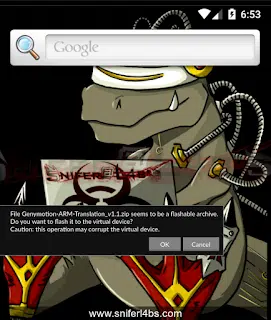 6:53
Google
SNIFERL4BS
File Genymotion-ARM-Translation_v1.1.zip seems to be a flashable archive.
Do you want to flash it to the virtual device?
Caution: this operation may corrupt the virtual device.
OK Cancel
www.sniferl4bs.com